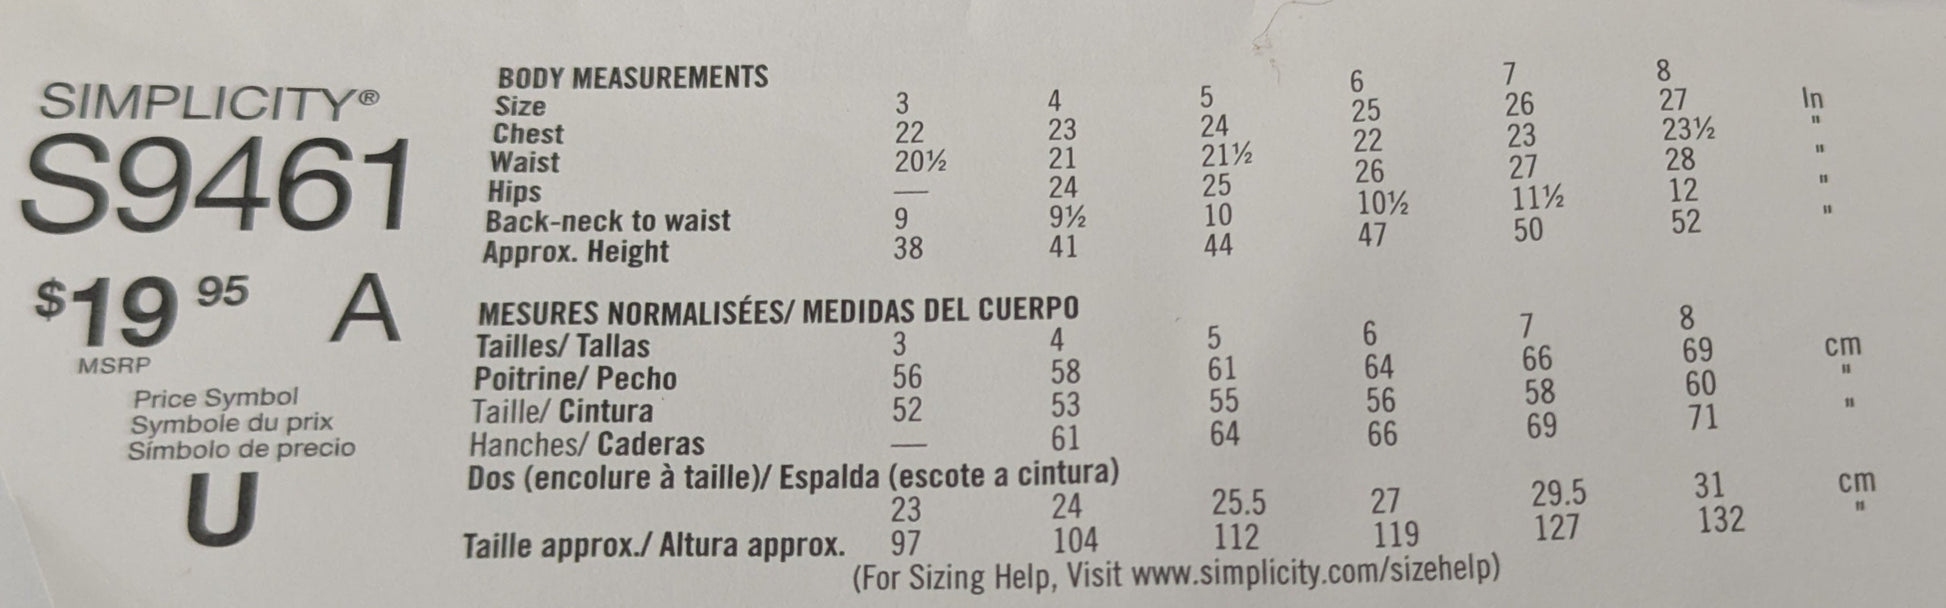 SIMPLICITY®
S9461
$19 95 A
MSRP
Price Symbol
Symbole du prix
Símbolo de precio
U
BODY MEASUREMENTS
Size 3 4 5 6 7 8
Chest 22 23 24 25 26 27 In
Waist 20½ 21 21½ 22 23 23½ "
Hips — 24 25 26 27 28 "
Back-neck to waist 9 9½ 10 10½ 11½ 12 "
Approx. Height 38 41 44 47 50 52 "
MESURES NORMALISÉES/ MEDIDAS DEL CUERPO
Tailles/ Tallas 3 4 5 6 7 8
Poitrine/ Pecho 56 58 61 64 66 69 cm
Taille/ Cintura 52 53 55 56 58 60 "
Hanches/ Caderas — 61 64 66 69 71 "
Dos (encolure à taille)/ Espalda (escote a cintura)
23 24 25.5 27 29.5 31 cm
Taille approx./ Altura approx. 97 104 112 119 127 132 "
(For Sizing Help, Visit www.simplicity.com/sizehelp)